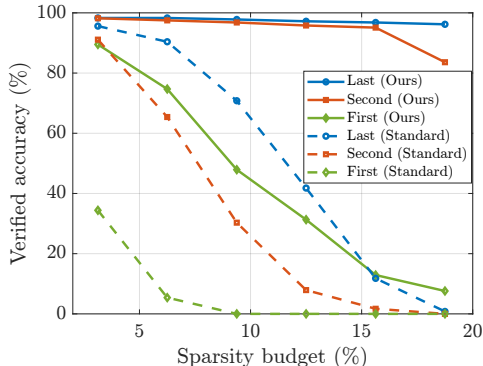 100
80
60
40
20
0
Verified accuracy (%)
Last (Ours)
Second (Ours)
First (Ours)
Last (Standard)
Second (Standard)
First (Standard)
5
10
15
20
Sparsity budget (%)